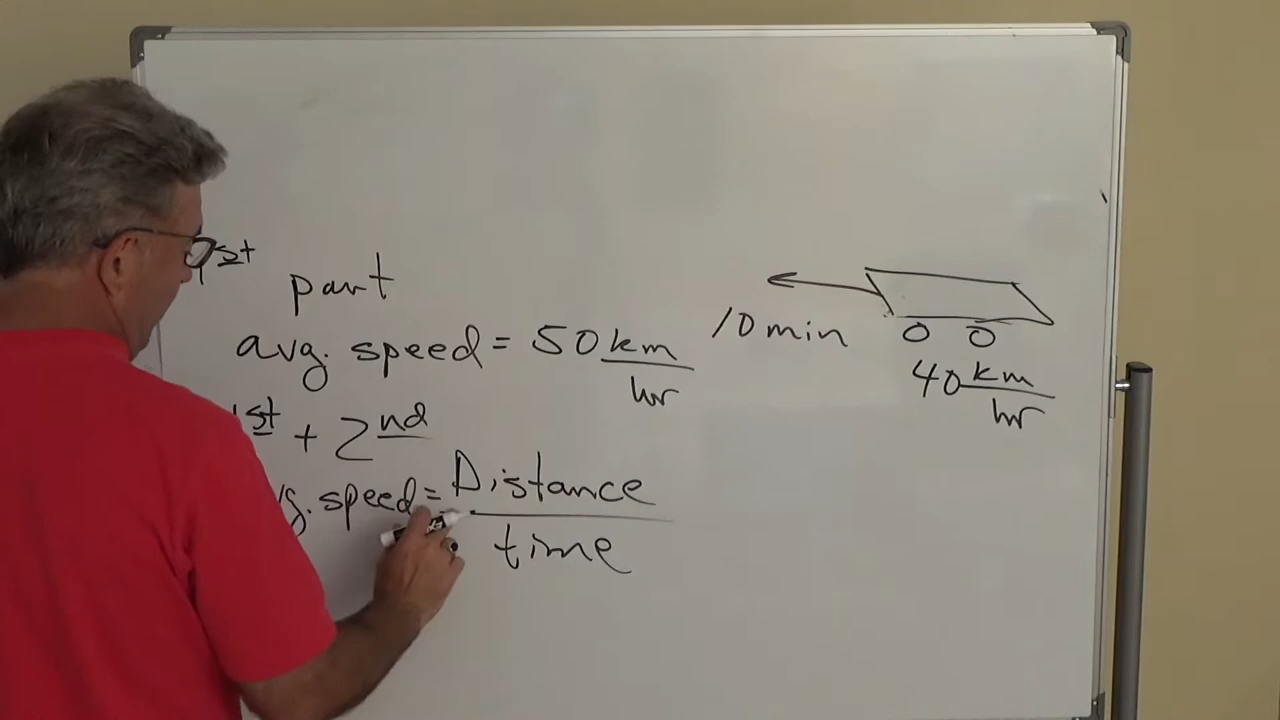 1st
part
avg. speed = 50 km/hr
1st + 2nd
avg. speed = Distance/time
10 min
40 km/hr